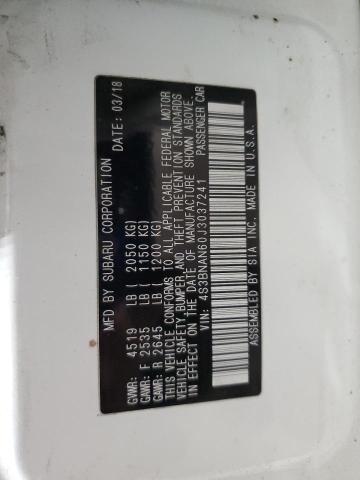 MFD BY SUBARU CORPORATION DATE: 03/18
GVWR: 4519 LB ( 2050 KG)
GAWR: F 2535 LB ( 1150 KG)
GAWR: R 2645 LB ( 1200 KG)
THIS VEHICLE CONFORMS TO ALL APPLICABLE FEDERAL MOTOR
VEHICLE SAFETY,BUMPER,AND THEFT PREVENTION STANDARDS
IN EFFECT ON THE DATE OF MANUFACTURE SHOWN ABOVE.
VIN: 4S3BNAN60J3037241 PASSENGER CAR
ASSEMBLED BY SIA INC. MADE IN U.S.A.